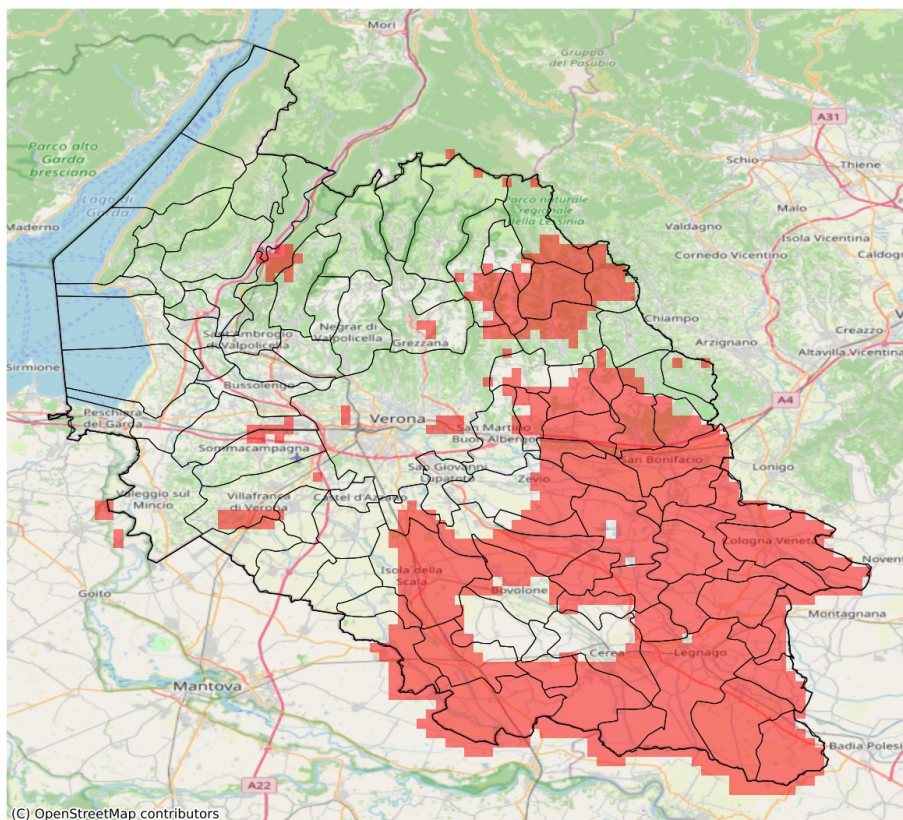 Mori
Gruppo
del Pasubio
A31
Parco alto
Garda
bresciano
Schio
Thiene
Lago di
Garda
Parco naturale
regionale
della Lessinia
Malo
Maderno
Valdagno
Isola Vicentina
Cornedo Vicentino
Caldogno
Chiampo
Sant'Ambrogio
di Valpolicella
Negrar di
Valpolicella
Grezzana
Creazzo
Arzignano
Altavilla Vicentina
Sirmione
Bussolengo
A4
Peschiera
del Garda
Verona
San Martino
Buon Albergo
Sommacampagna
San Bonifacio
Lonigo
San Giovanni
Lupatoto
Zevio
Valeggio sul
Mincio
Villafranca
di Verona
Castel d'Azzano
Cologna Veneta
Isola della
Scala
Bovolone
Goito
Montagnana
Cerea
Legnago
Mantova
Badia Polesi
A22
(C) OpenStreetMap contributors